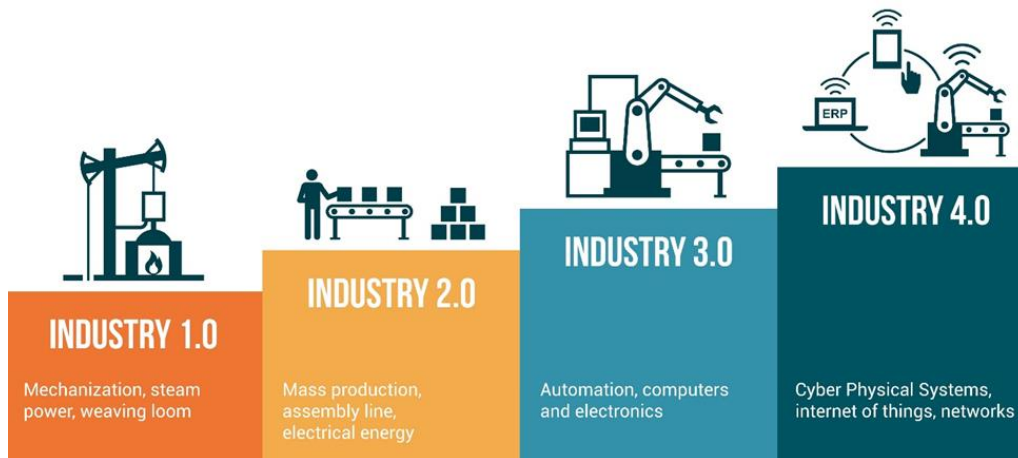 INDUSTRY 1.0
Mechanization, steam
power, weaving loom
INDUSTRY 2.0
Mass production,
assembly line,
electrical energy
INDUSTRY 3.0
Automation, computers
and electronics
ERP
INDUSTRY 4.0
Cyber Physical Systems,
internet of things, networks